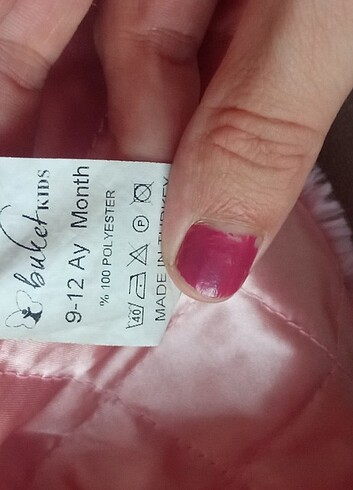 buket KIDS
9-12 Ay Month
% 100 POLYESTER
40 P
MADE IN TURKEY